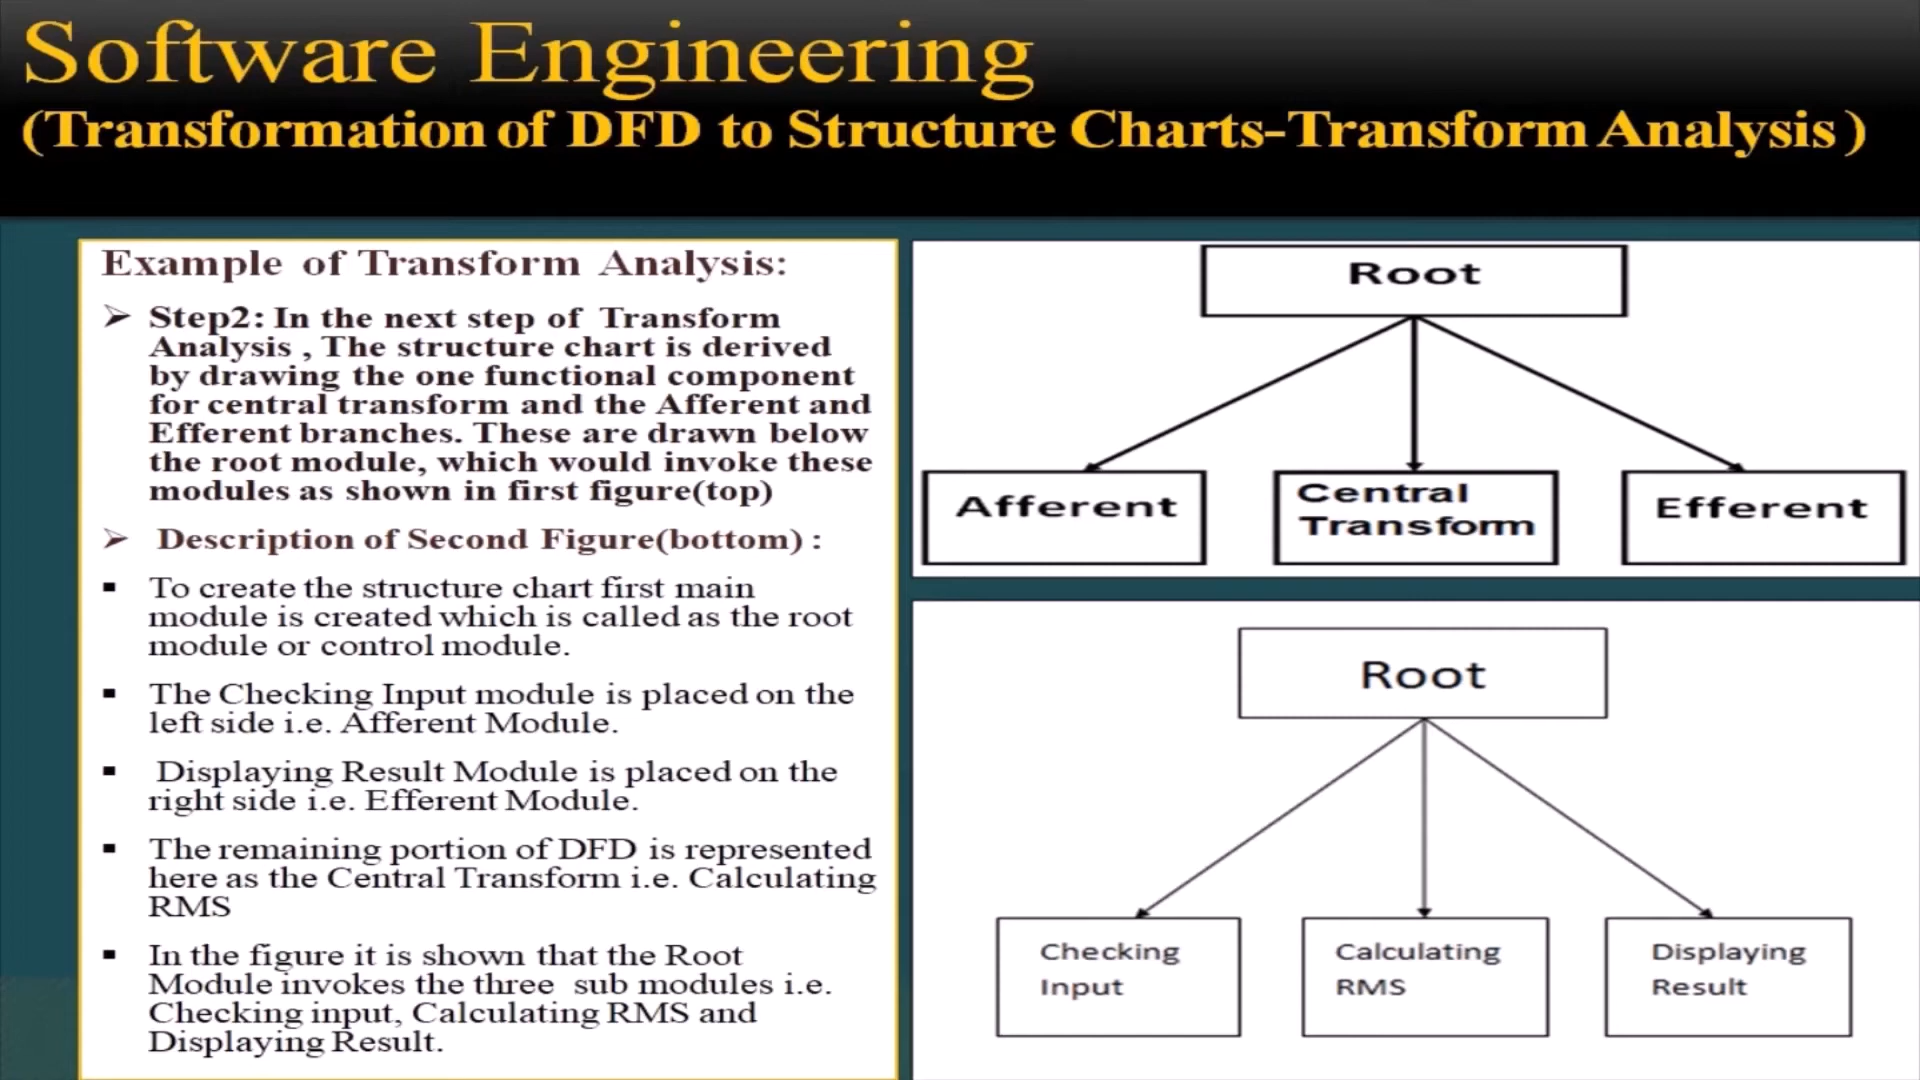 Software Engineering
(Transformation of DFD to Structure Charts-Transform Analysis )
Example of Transform Analysis:
Step2: In the next step of Transform
Analysis , The structure chart is derived
by drawing the one functional component
for central transform and the Afferent and
Efferent branches. These are drawn below
the root module, which would invoke these
modules as shown in first figure(top)
Description of Second Figure(bottom) :
To create the structure chart first main
module is created which is called as the root
module or control module.
The Checking Input module is placed on the
left side i.e. Afferent Module.
Displaying Result Module is placed on the
right side i.e. Efferent Module.
The remaining portion of DFD is represented
here as the Central Transform i.e. Calculating
RMS
In the figure it is shown that the Root
Module invokes the three sub modules i.e.
Checking input, Calculating RMS and
Displaying Result.
Root
Afferent
Central
Transform
Efferent
Root
Checking
Input
Calculating
RMS
Displaying
Result